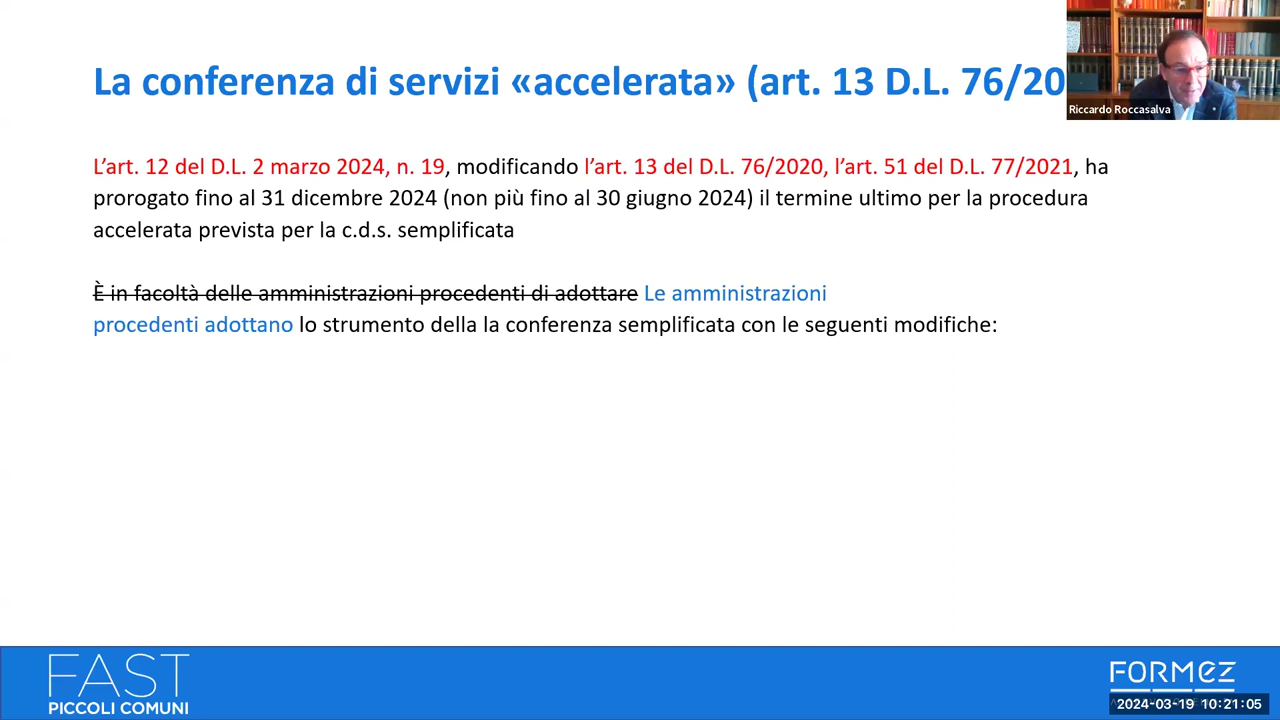 La conferenza di servizi «accelerata» (art. 13 D.L. 76/20
Riccardo Roccasalva
L’art. 12 del D.L. 2 marzo 2024, n. 19, modificando l’art. 13 del D.L. 76/2020, l’art. 51 del D.L. 77/2021, ha
prorogato fino al 31 dicembre 2024 (non più fino al 30 giugno 2024) il termine ultimo per la procedura
accelerata prevista per la c.d.s. semplificata
È in facoltà delle amministrazioni procedenti di adottare Le amministrazioni
procedenti adottano lo strumento della la conferenza semplificata con le seguenti modifiche:
FAST
PICCOLI COMUNI
FORMEZ
2024-03-19 10:21:05